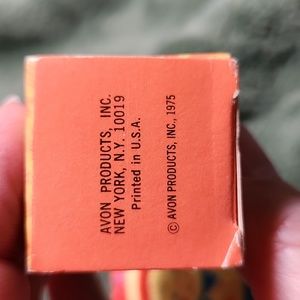 AVON PRODUCTS, INC.
NEW YORK, N.Y. 10019
Printed in U.S.A.
© AVON PRODUCTS, INC., 1975